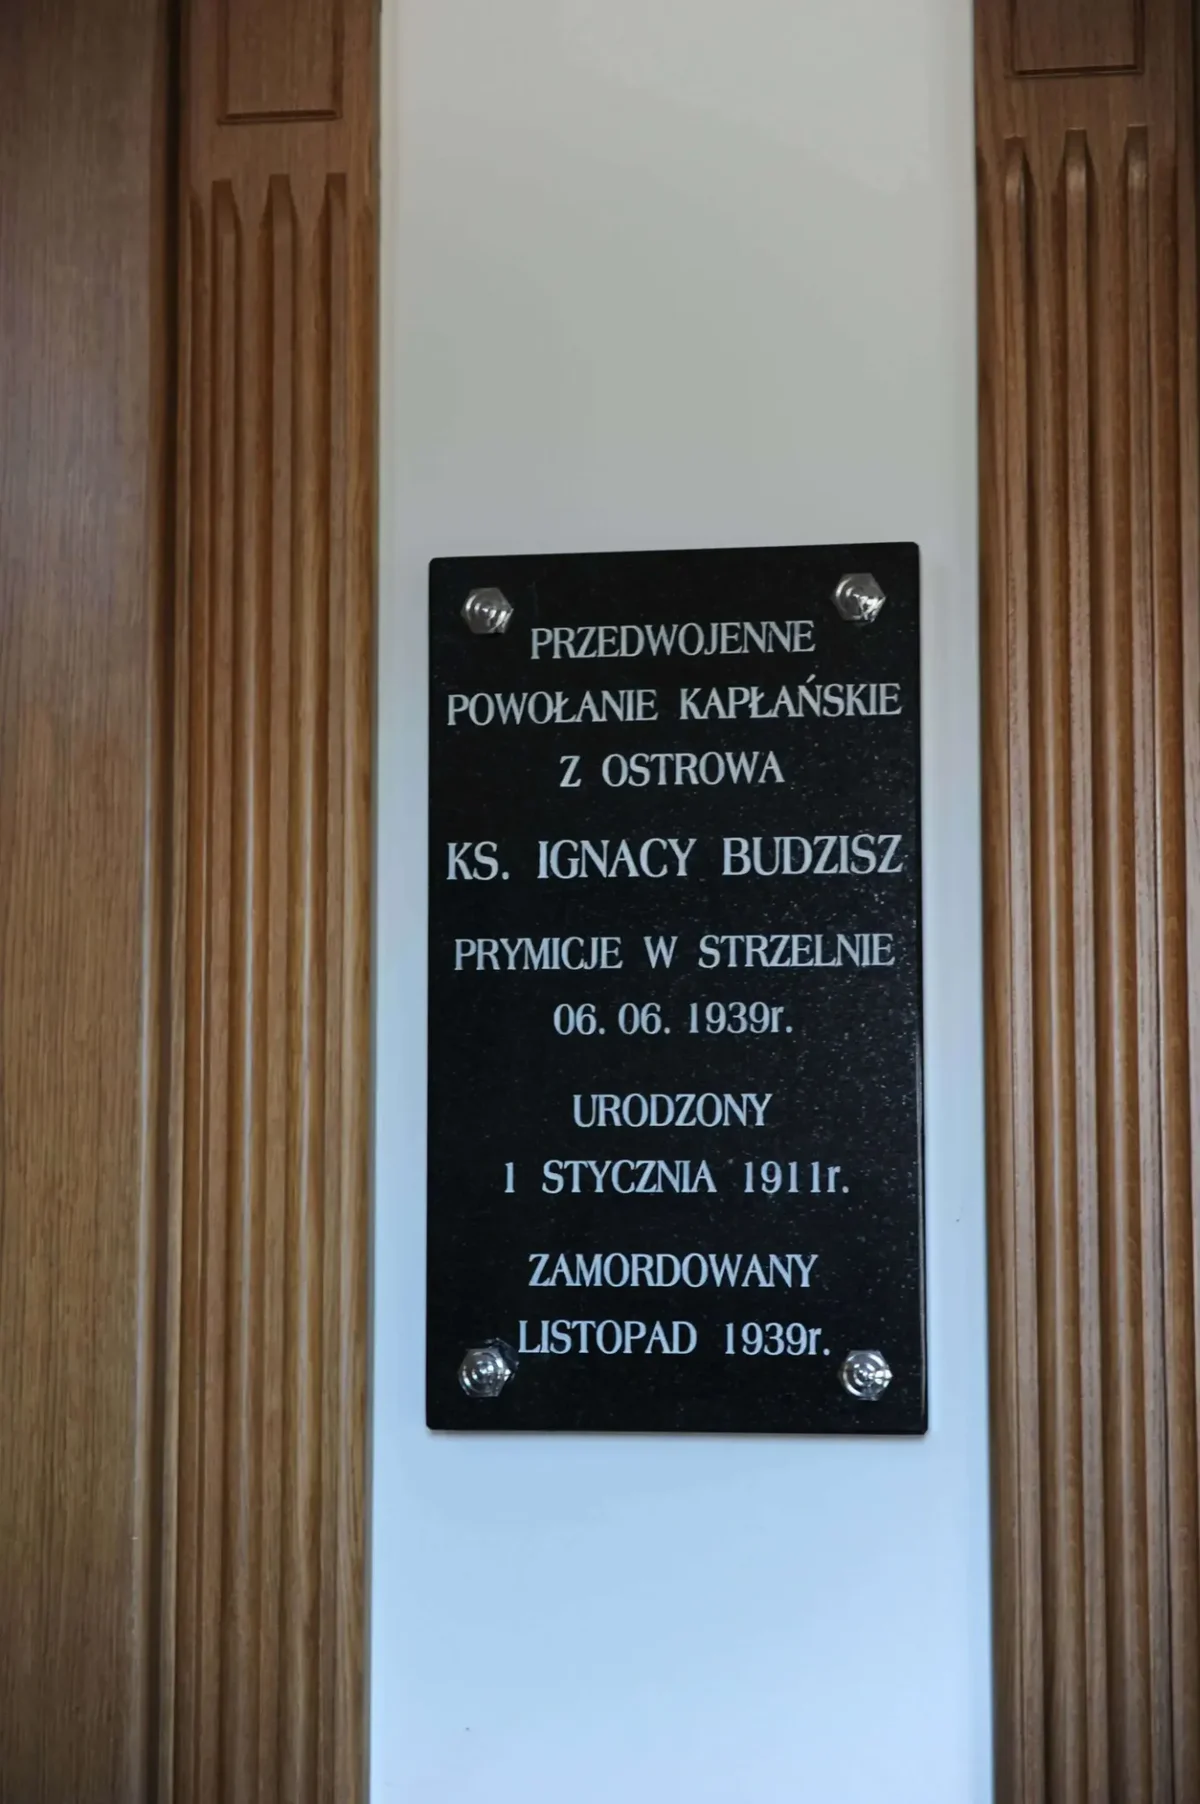 PRZEDWOJENNE
POWOŁANIE KAPŁAŃSKIE
Z OSTROWA
KS. IGNACY BUDZISZ
PRYMICJE W STRZELNIE
06. 06. 1939r.
URODZONY
1 STYCZNIA 1911r.
ZAMORDOWANY
LISTOPAD 1939r.